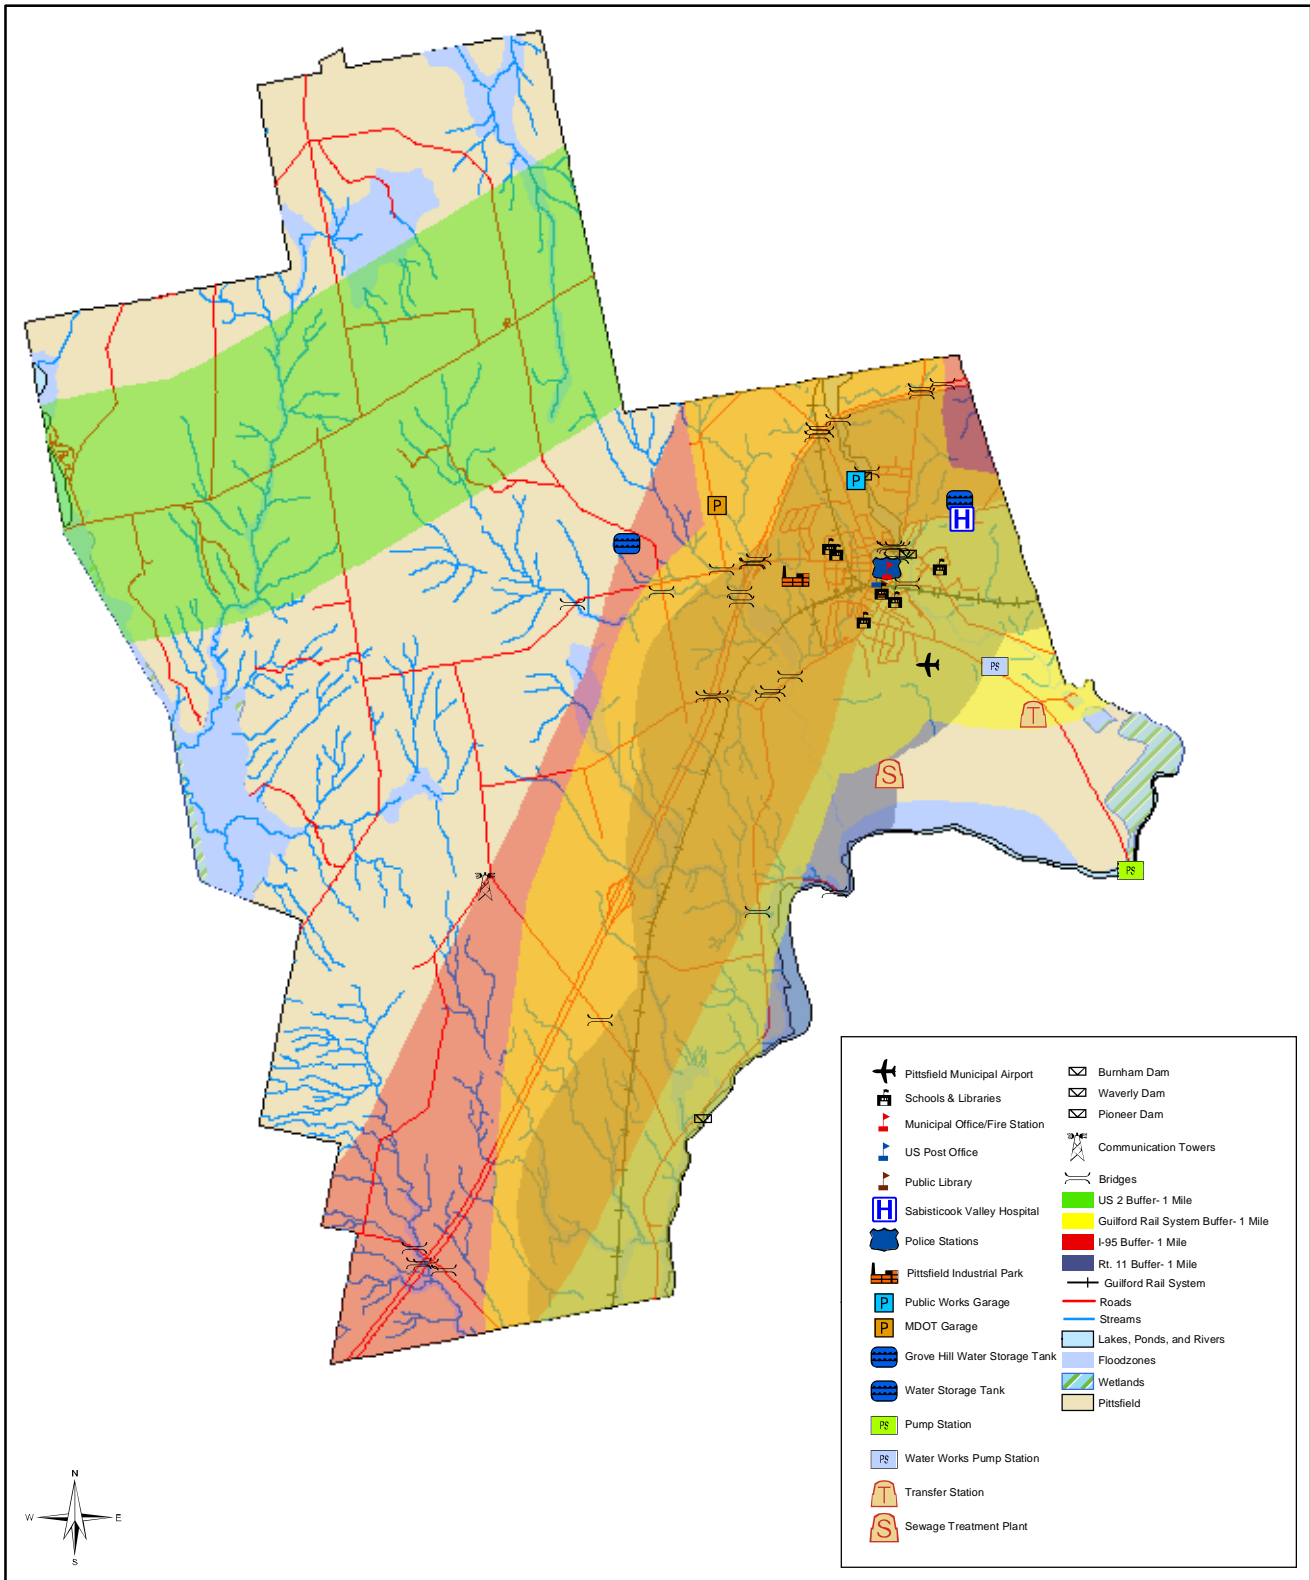 P
P
H
PS
T
S
PS
Pittsfield Municipal Airport
Schools & Libraries
Municipal Office/Fire Station
US Post Office
Public Library
H
Sabisticook Valley Hospital
Police Stations
Pittsfield Industrial Park
P
Public Works Garage
P
MDOT Garage
Grove Hill Water Storage Tank
Water Storage Tank
PS
Pump Station
PS
Water Works Pump Station
T
Transfer Station
S
Sewage Treatment Plant
Burnham Dam
Waverly Dam
Pioneer Dam
Communication Towers
Bridges
US 2 Buffer- 1 Mile
Guilford Rail System Buffer- 1 Mile
I-95 Buffer- 1 Mile
Rt. 11 Buffer- 1 Mile
Guilford Rail System
Roads
Streams
Lakes, Ponds, and Rivers
Floodzones
Wetlands
Pittsfield
N
W
E
S